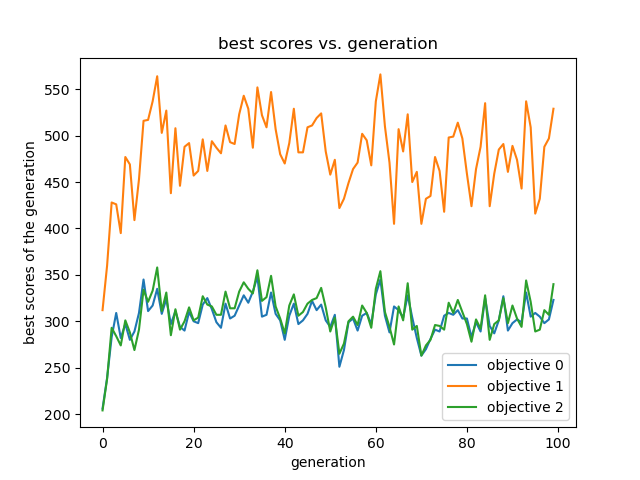 best scores vs. generation
best scores of the generation
550
500
450
400
350
300
250
200
0
20
40
60
80
100
generation
objective 0
objective 1
objective 2